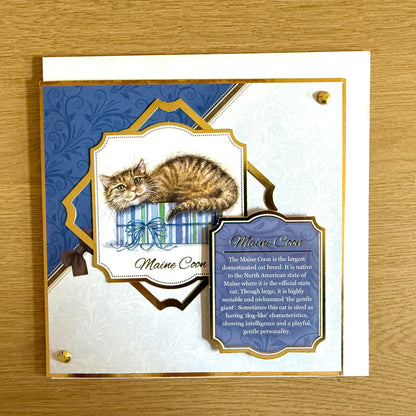 Maine Coon
Maine Coon
The Maine Coon is the largest
domesticated cat breed. It is native
to the North American state of
Maine where it is the official state
cat. Though large, it is highly
sociable and nicknamed 'the gentle
giant'. Sometimes this cat is cited as
having 'dog-like' characteristics,
showing intelligence and a playful,
gentle personality.